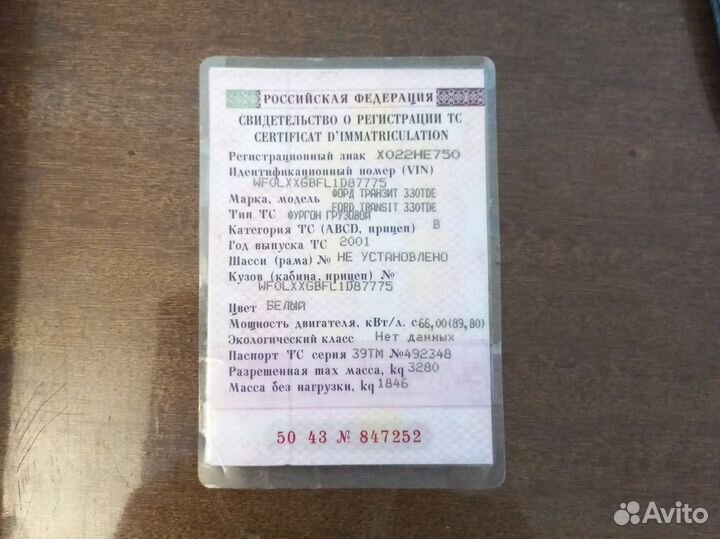 РОССИЙСКАЯ ФЕДЕРАЦИЯ
СВИДЕТЕЛЬСТВО О РЕГИСТРАЦИИ ТС
CERTIFICAT D'IMMATRICULATION
Регистрационный знак Х022НЕ750
Идентификационный номер (VIN)
WF0LXXGBFL1D87775
Марка, модель ФОРД ТРАНЗИТ 330TDE
FORD TRANSIT 330TDE
Тип ТС ФУРГОН ГРУЗОВОЙ
Категория ТС (ABCD, прицеп) В
Год выпуска ТС 2001
Шасси (рама) № НЕ УСТАНОВЛЕНО
Кузов (кабина, прицеп) №
WF0LXXGBFL1D87775
Цвет БЕЛЫЙ
Мощность двигателя, кВт/л. с 66,00(89,80)
Экологический класс Нет данных
Паспорт ТС серия 39ТМ №492348
Разрешенная max масса, kg 3280
Масса без нагрузки, kg 1846
50 43 № 847252
Avito